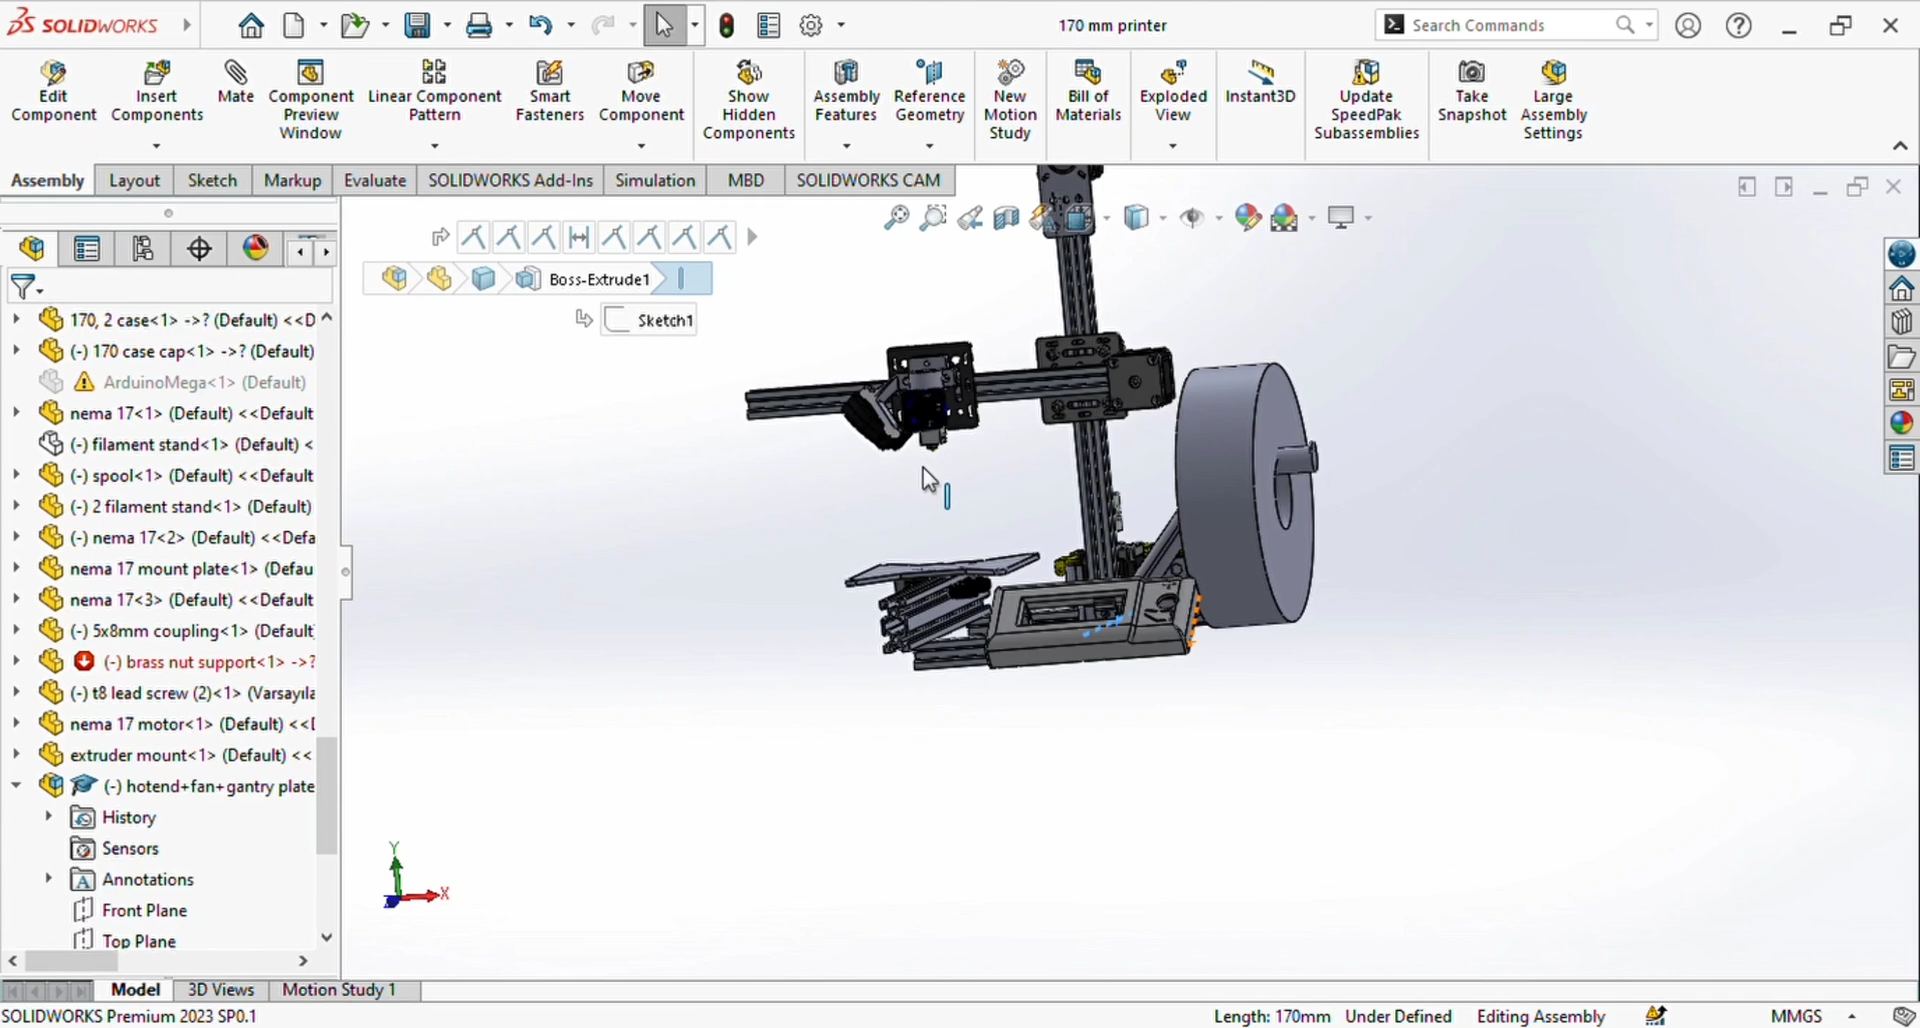 SOLIDWORKS
170 mm printer
Search Commands
Edit Component
Insert Components
Mate
Component Preview Window
Linear Component Pattern
Smart Fasteners
Move Component
Show Hidden Components
Assembly Features
Reference Geometry
New Motion Study
Bill of Materials
Exploded View
Instant3D
Update SpeedPak Subassemblies
Take Snapshot
Large Assembly Settings
Assembly
Layout
Sketch
Markup
Evaluate
SOLIDWORKS Add-Ins
Simulation
MBD
SOLIDWORKS CAM
Boss-Extrude1
Sketch1
170, 2 case<1> ->? (Default) <<D
(-) 170 case cap<1> ->? (Default)
ArduinoMega<1> (Default)
nema 17<1> (Default) <<Default
(-) filament stand<1> (Default) <
(-) spool<1> (Default) <<Default
(-) 2 filament stand<1> (Default)
(-) nema 17<2> (Default) <<Defa
nema 17 mount plate<1> (Defau
nema 17<3> (Default) <<Default
(-) 5x8mm coupling<1> (Default
(-) brass nut support<1> ->?
(-) t8 lead screw (2)<1> (Varsayıla
nema 17 motor<1> (Default) <<
extruder mount<1> (Default) <<
(-) hotend+fan+gantry plate
History
Sensors
Annotations
Front Plane
Top Plane
Y
X
Model
3D Views
Motion Study 1
SOLIDWORKS Premium 2023 SP0.1
Length: 170mm
Under Defined
Editing Assembly
MMGS